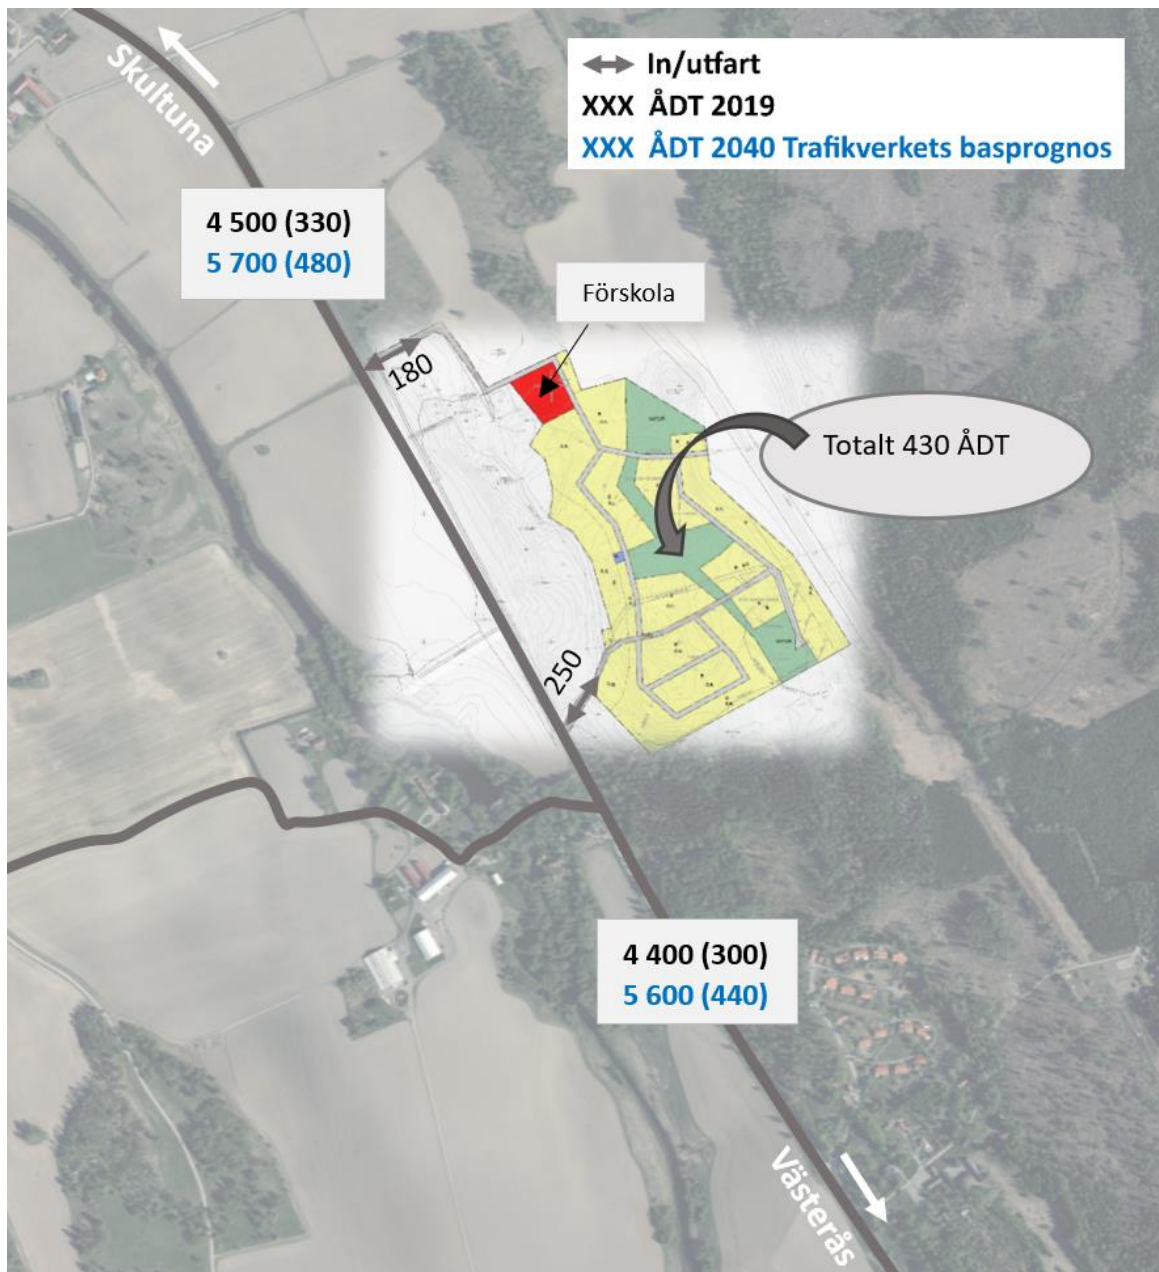 Skultuna
In/utfart
XXX ÅDT 2019
XXX ÅDT 2040 Trafikverkets basprognos
4 500 (330)
5 700 (480)
Förskola
180
Totalt 430 ÅDT
250
4 400 (300)
5 600 (440)
Västerås